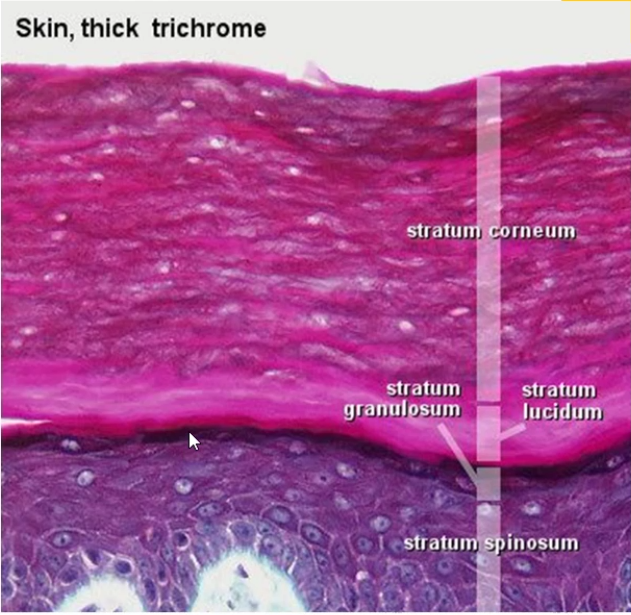 Skin, thick trichrome
stratum corneum
stratum
granulosum
stratum
lucidum
stratum spinosum